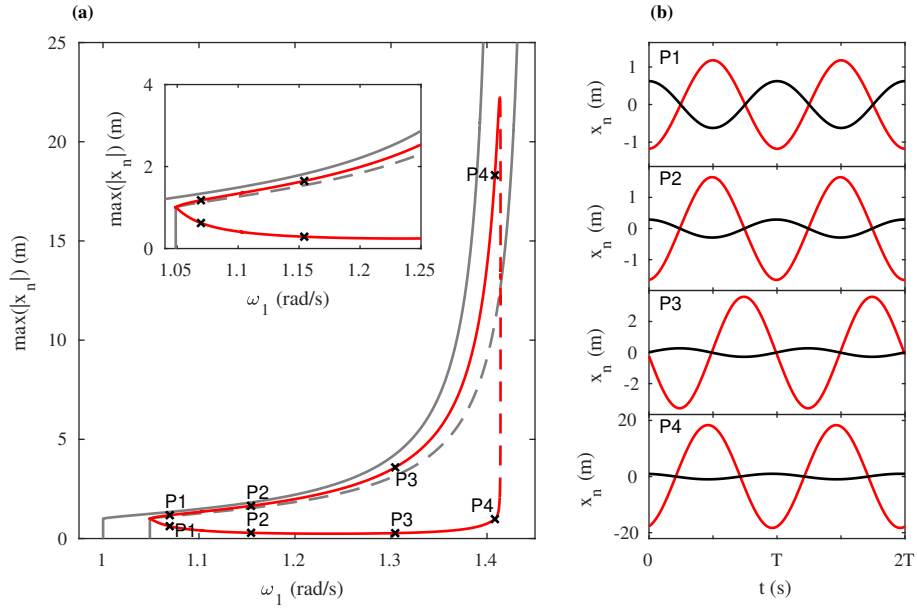 (a)
(b)
max(|x_n|) (m)
25
20
15
10
5
0
1
1.1
1.2
1.3
1.4
ω_1 (rad/s)
P1
P1
P2
P2
P3
P3
P4
P4
max(|x_n|) (m)
4
2
0
1.05
1.1
1.15
1.2
1.25
ω_1 (rad/s)
P1
x_n (m)
1
0
-1
P2
x_n (m)
1
0
-1
P3
x_n (m)
2
0
-2
P4
x_n (m)
20
0
-20
0
T
2T
t (s)